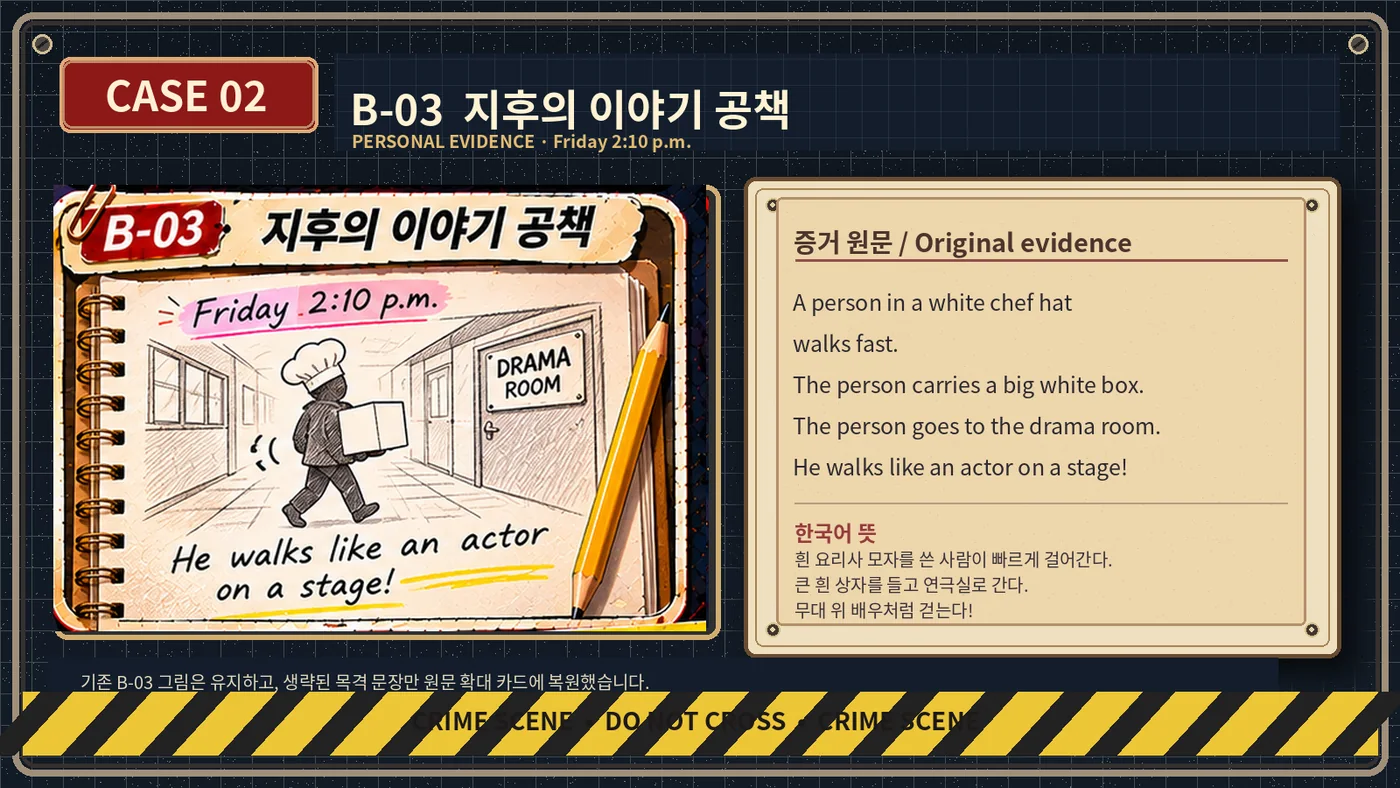 CASE 02
B-03 지후의 이야기 공책
PERSONAL EVIDENCE · Friday 2:10 p.m.
B-03 지후의 이야기 공책
Friday 2:10 p.m.
DRAMA
ROOM
He walks like an actor
on a stage!
증거 원문 / Original evidence
A person in a white chef hat
walks fast.
The person carries a big white box.
The person goes to the drama room.
He walks like an actor on a stage!
한국어 뜻
흰 요리사 모자를 쓴 사람이 빠르게 걸어간다.
큰 흰 상자를 들고 연극실로 간다.
무대 위 배우처럼 걷는다!
기존 B-03 그림은 유지하고, 생략된 목격 문장만 원문 확대 카드에 복원했습니다.
CRIME SCENE • DO NOT CROSS • CRIME SCENE